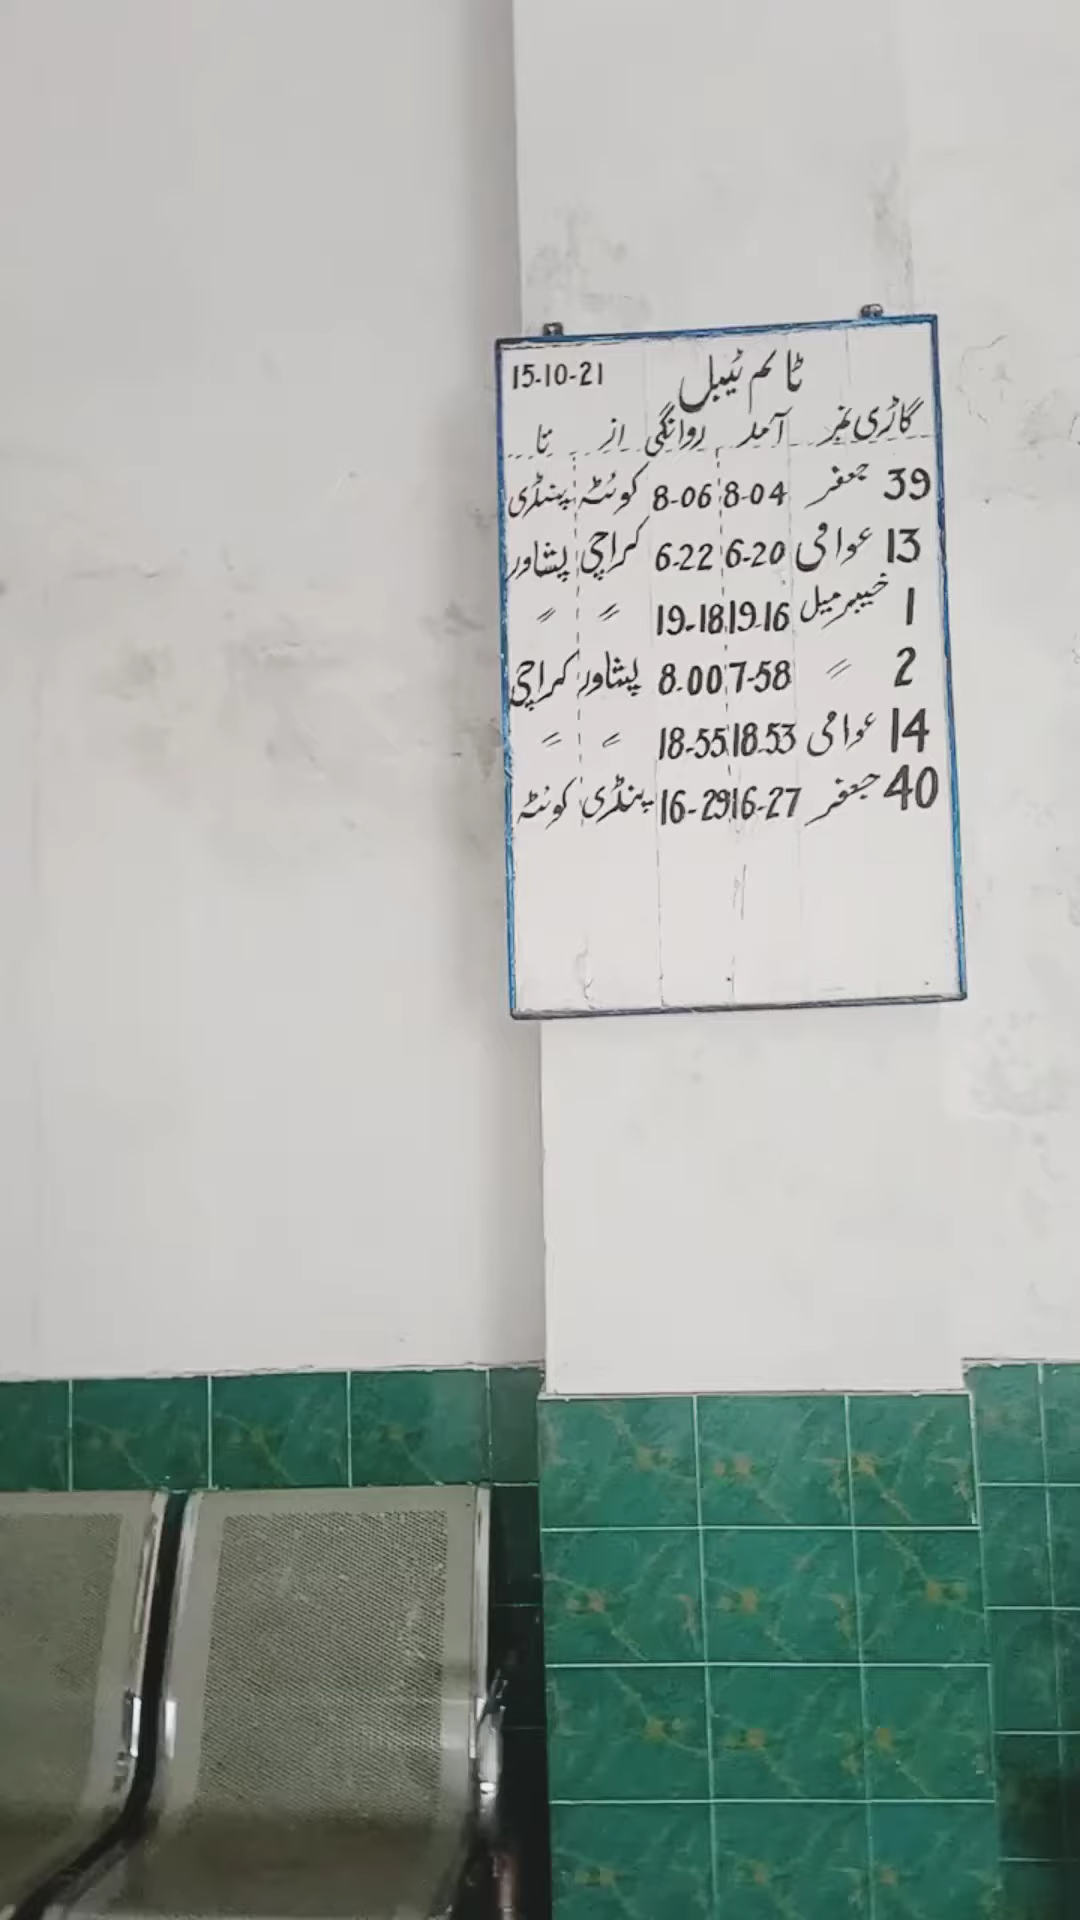 ٹائم ٹیبل 15-10-21
گاڑی نمبر آمد روانگی از تا
39 جعفر 8-04 8-06 کوئٹہ پنڈی
13 عوامی 6-20 6-22 کراچی پشاور
1 خیبر میل 19-16 19-18 〃 〃
2 〃 7-58 8-00 پشاور کراچی
14 عوامی 18-53 18-55 〃 〃
40 جعفر 16-27 16-29 پنڈی کوئٹہ